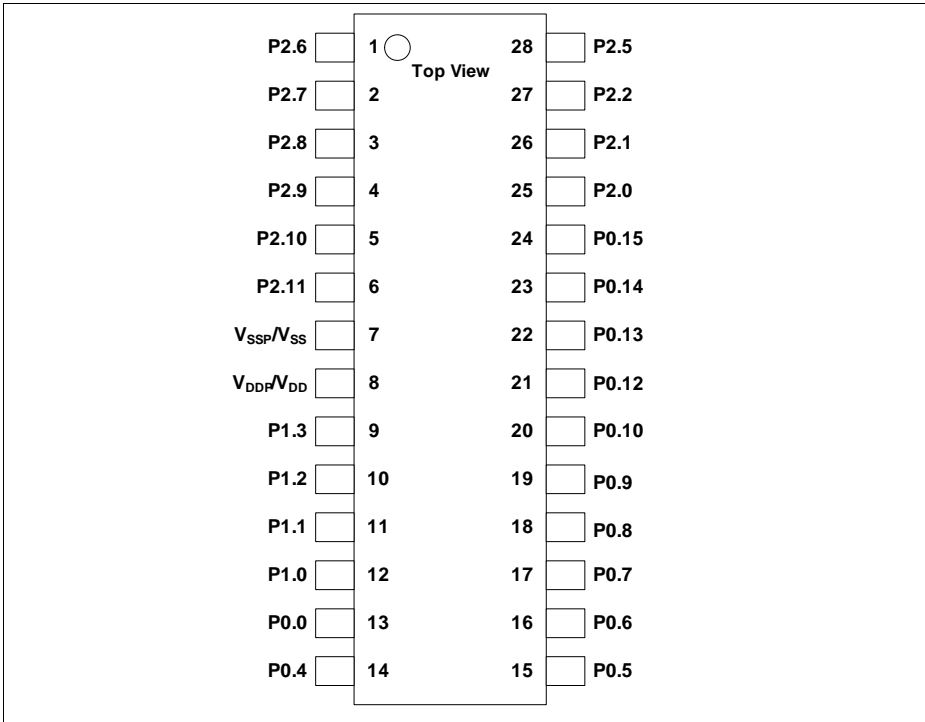 P2.6 1 28 P2.5
Top View
P2.7 2 27 P2.2
P2.8 3 26 P2.1
P2.9 4 25 P2.0
P2.10 5 24 P0.15
P2.11 6 23 P0.14
VSSP/VSS 7 22 P0.13
VDDP/VDD 8 21 P0.12
P1.3 9 20 P0.10
P1.2 10 19 P0.9
P1.1 11 18 P0.8
P1.0 12 17 P0.7
P0.0 13 16 P0.6
P0.4 14 15 P0.5